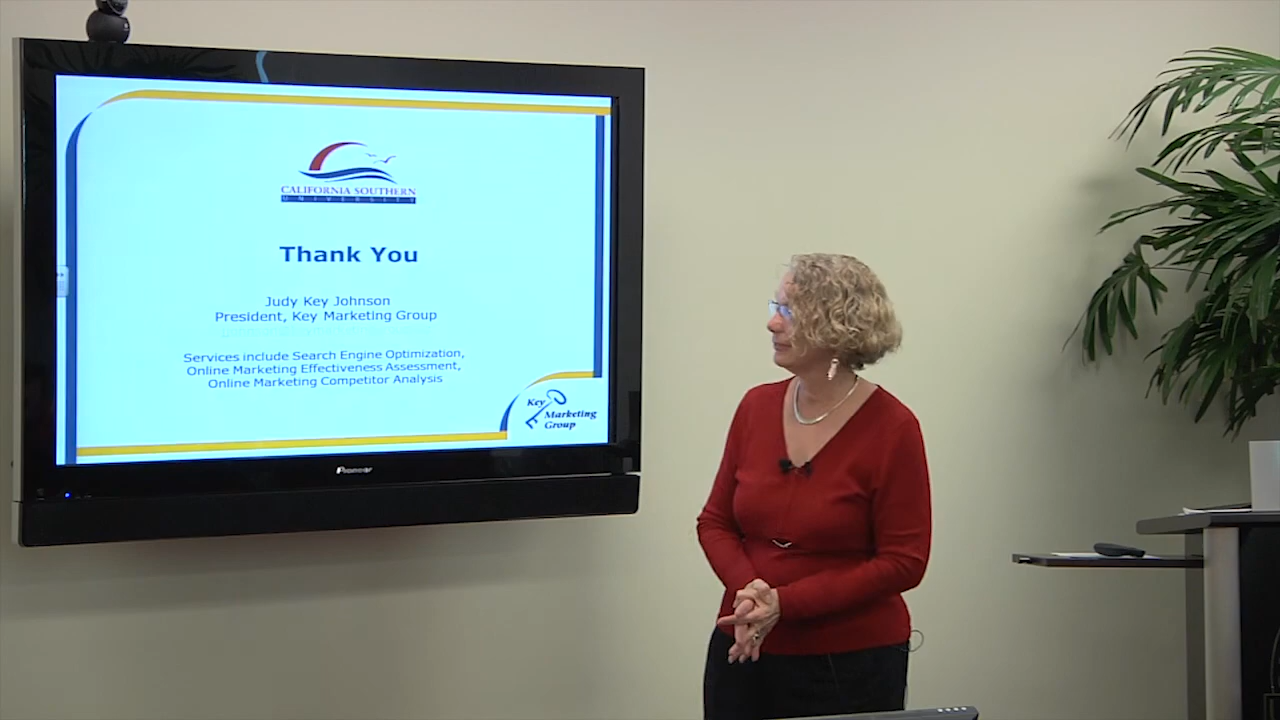 CALIFORNIA SOUTHERN
UNIVERSITY
Thank You
Judy Key Johnson
President, Key Marketing Group
Services include Search Engine Optimization,
Online Marketing Effectiveness Assessment,
Online Marketing Competitor Analysis
Key
Marketing
Group
Pioneer